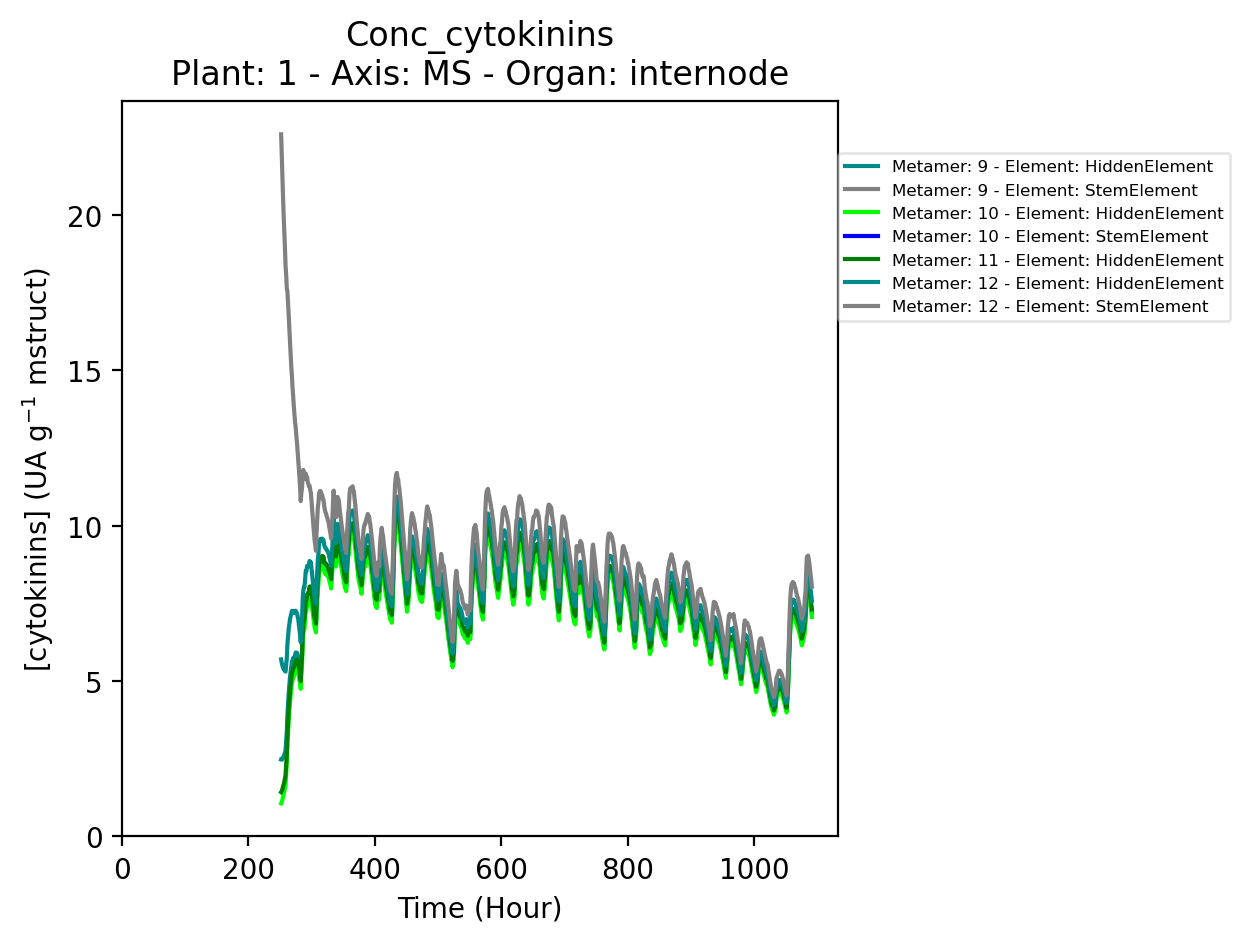 Conc_cytokinins
Plant: 1 - Axis: MS - Organ: internode
[cytokinins] (UA g⁻¹ mstruct)
20
15
10
5
0
0 200 400 600 800 1000
Time (Hour)
Metamer: 9 - Element: HiddenElement
Metamer: 9 - Element: StemElement
Metamer: 10 - Element: HiddenElement
Metamer: 10 - Element: StemElement
Metamer: 11 - Element: HiddenElement
Metamer: 12 - Element: HiddenElement
Metamer: 12 - Element: StemElement